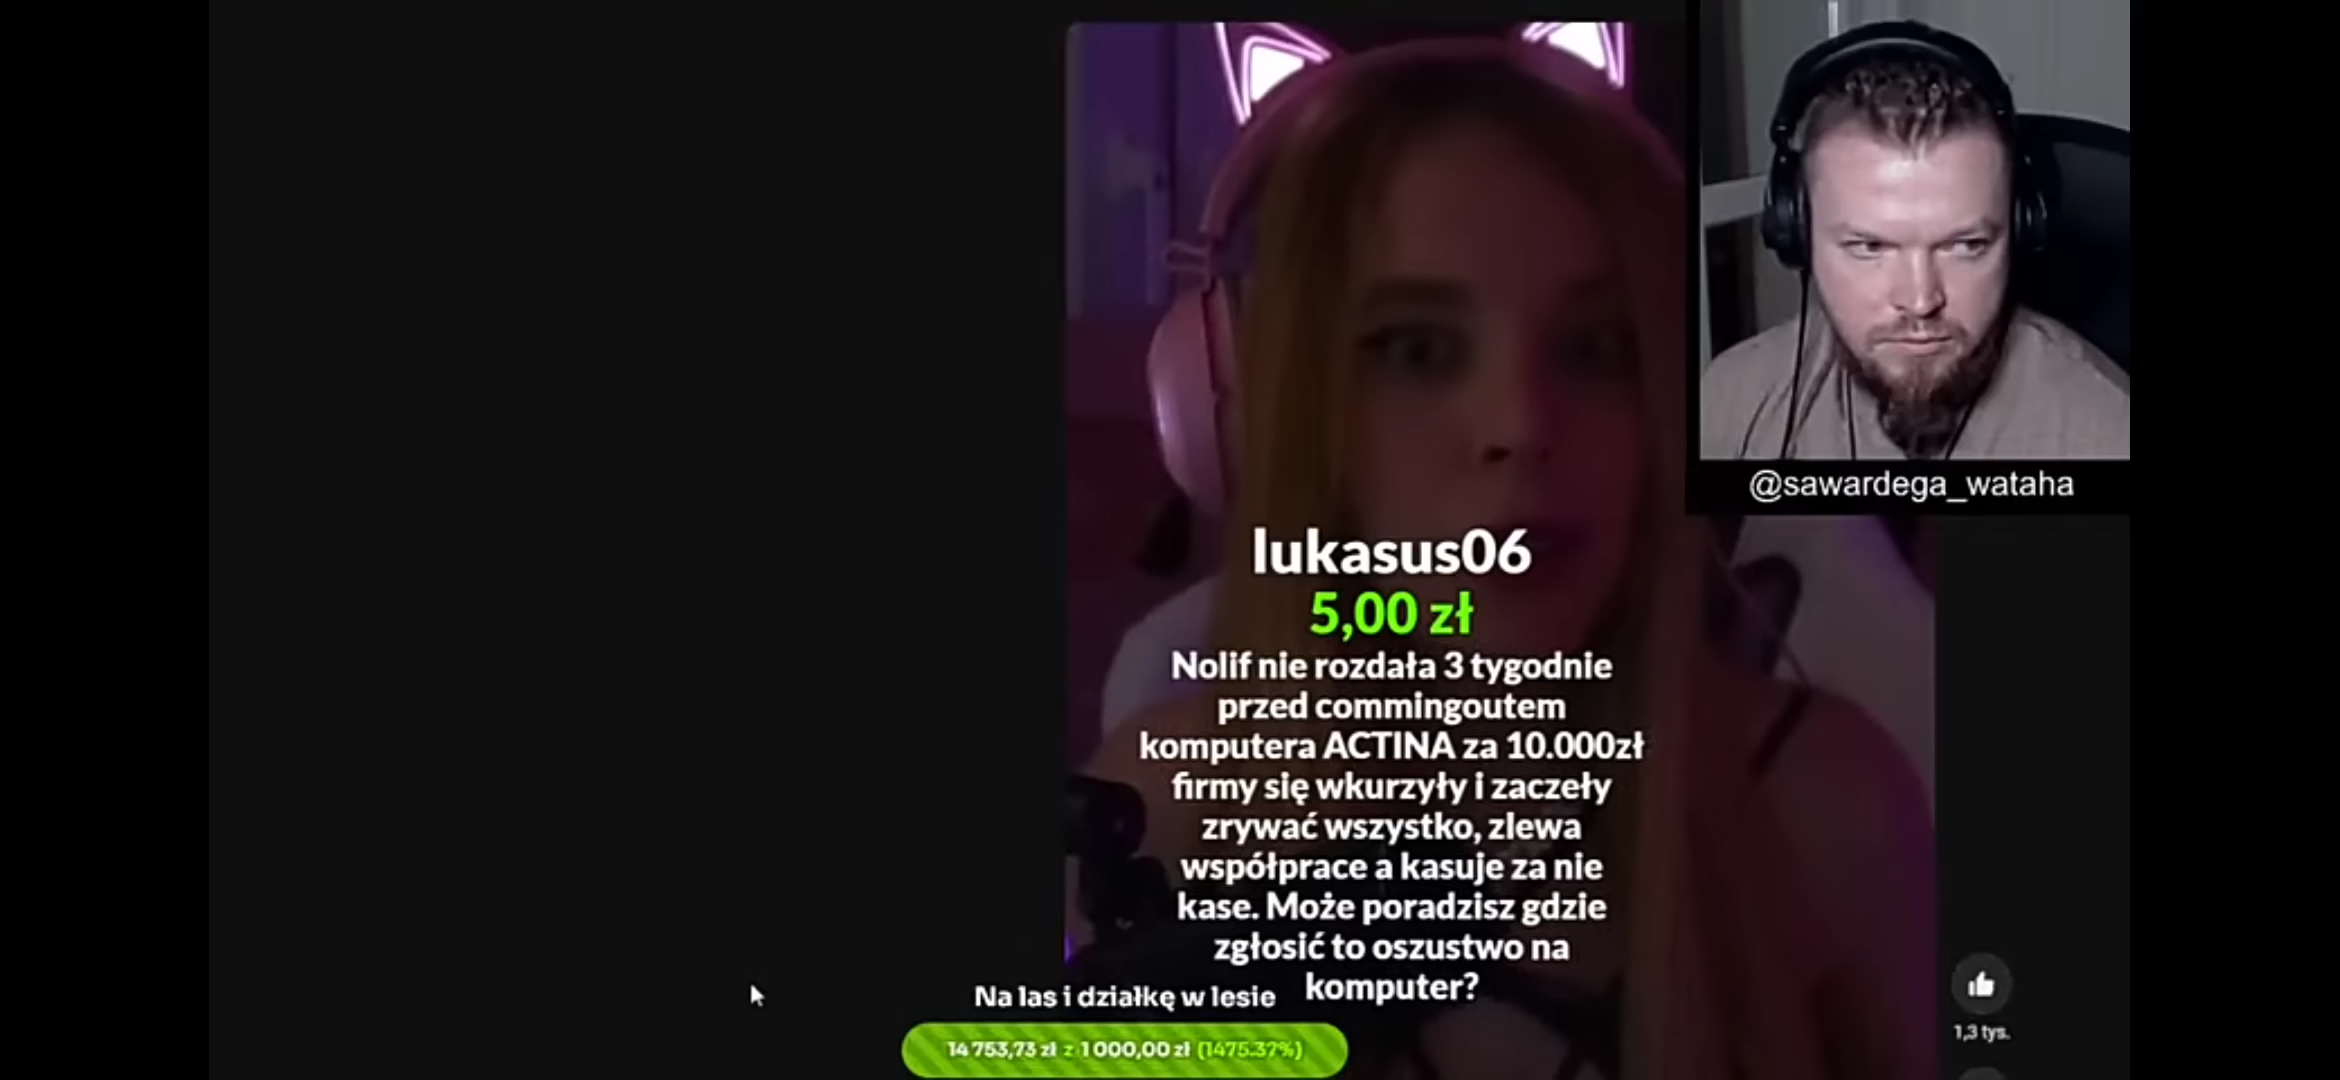 @sawardega_wataha
lukasus06
5,00 zł
Nolif nie rozdała 3 tygodnie
przed commingoutem
komputera ACTINA za 10.000zł
firmy się wkurzyły i zaczeły
zrywać wszystko, zlewa
współprace a kasuje za nie
kase. Może poradzisz gdzie
zgłosić to oszustwo na
komputer?
Na las i działkę w lesie
14 753,73 zł z 1 000,00 zł (1475.37%)
1,3 tys.